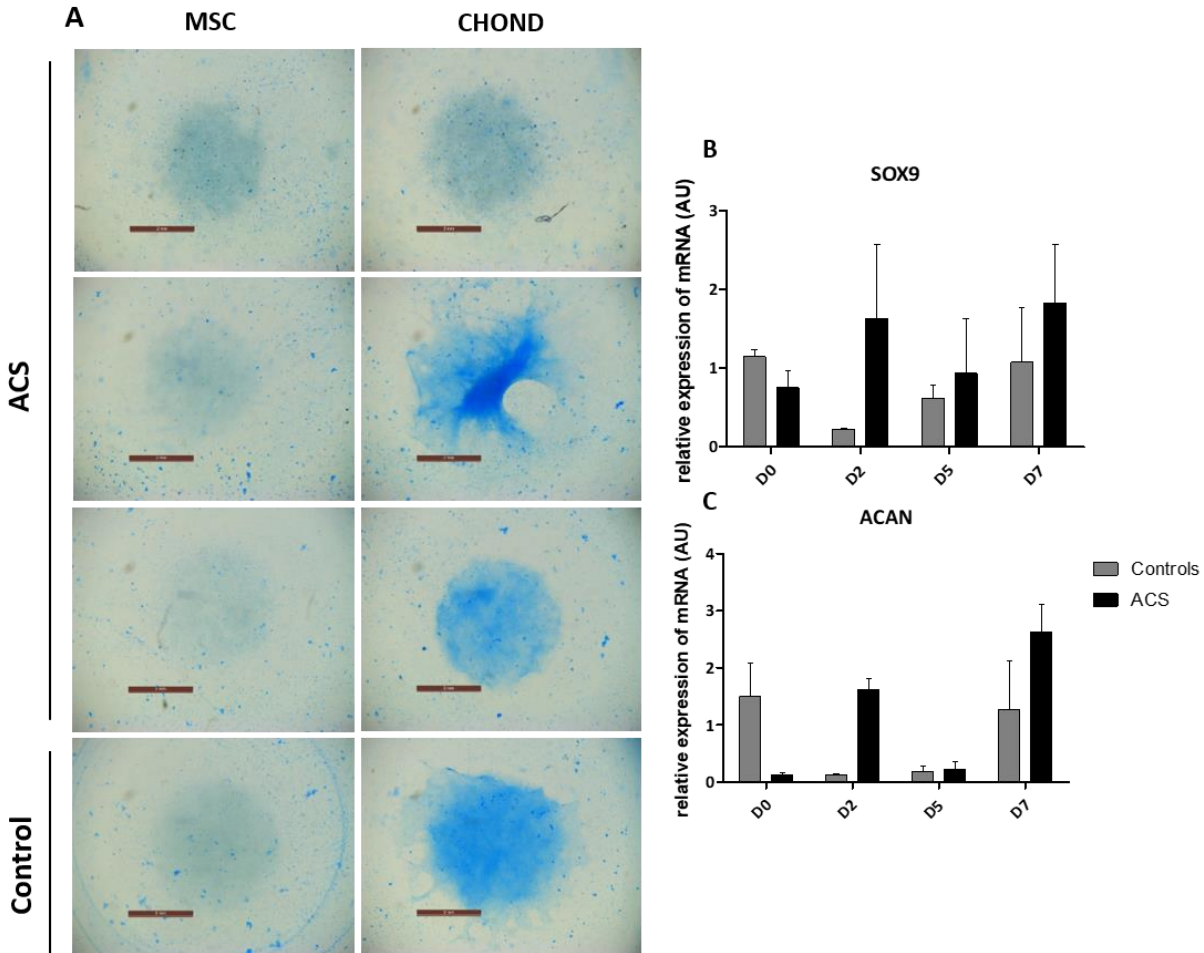 A
MSC
CHOND
ACS
Control
B
SOX9
relative expression of mRNA (AU)
3
2
1
0
D0
D2
D5
D7
C
ACAN
relative expression of mRNA (AU)
4
3
2
1
0
D0
D2
D5
D7
Controls
ACS